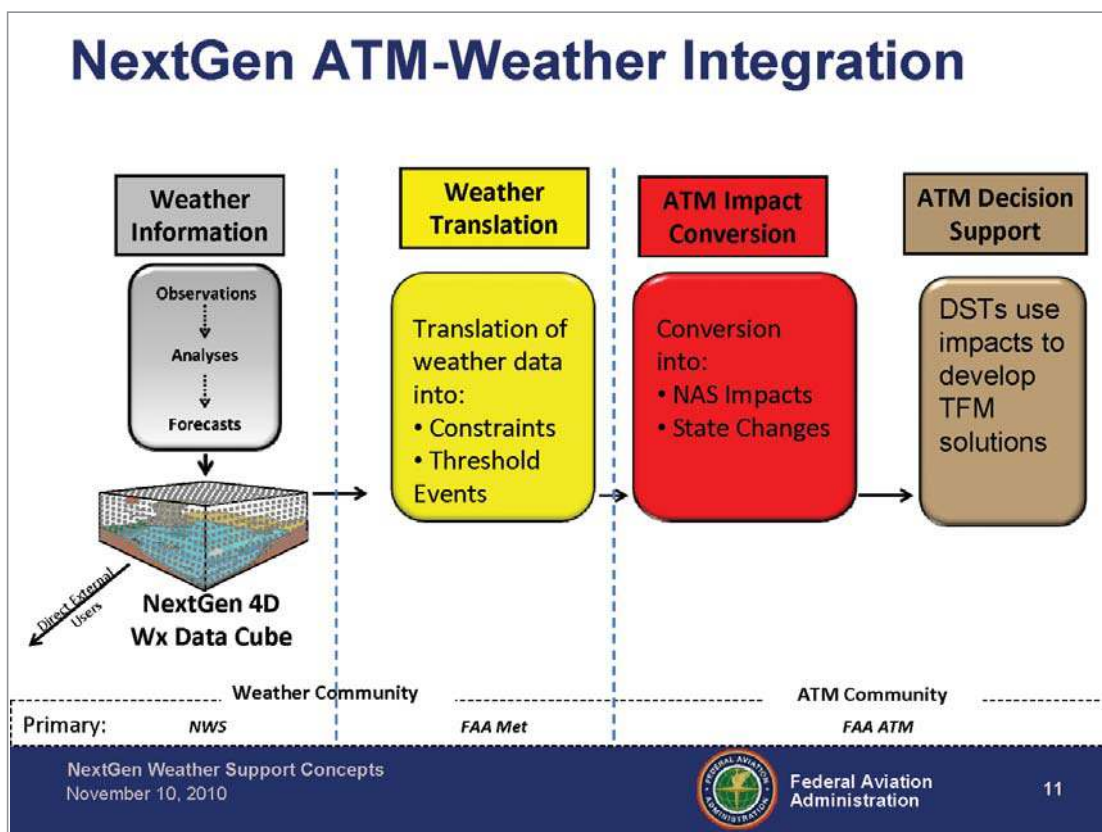 NextGen ATM-Weather Integration
Weather
Information
Observations
Analyses
Forecasts
Direct External
Users
NextGen 4D
Wx Data Cube
Weather
Translation
Translation of
weather data
into:
• Constraints
• Threshold
Events
ATM Impact
Conversion
Conversion
into:
• NAS Impacts
• State Changes
ATM Decision
Support
DSTs use
impacts to
develop
TFM
solutions
Weather Community
ATM Community
Primary:
NWS
FAA Met
FAA ATM
NextGen Weather Support Concepts
November 10, 2010
FEDERAL AVIATION
ADMINISTRATION
Federal Aviation
Administration
11